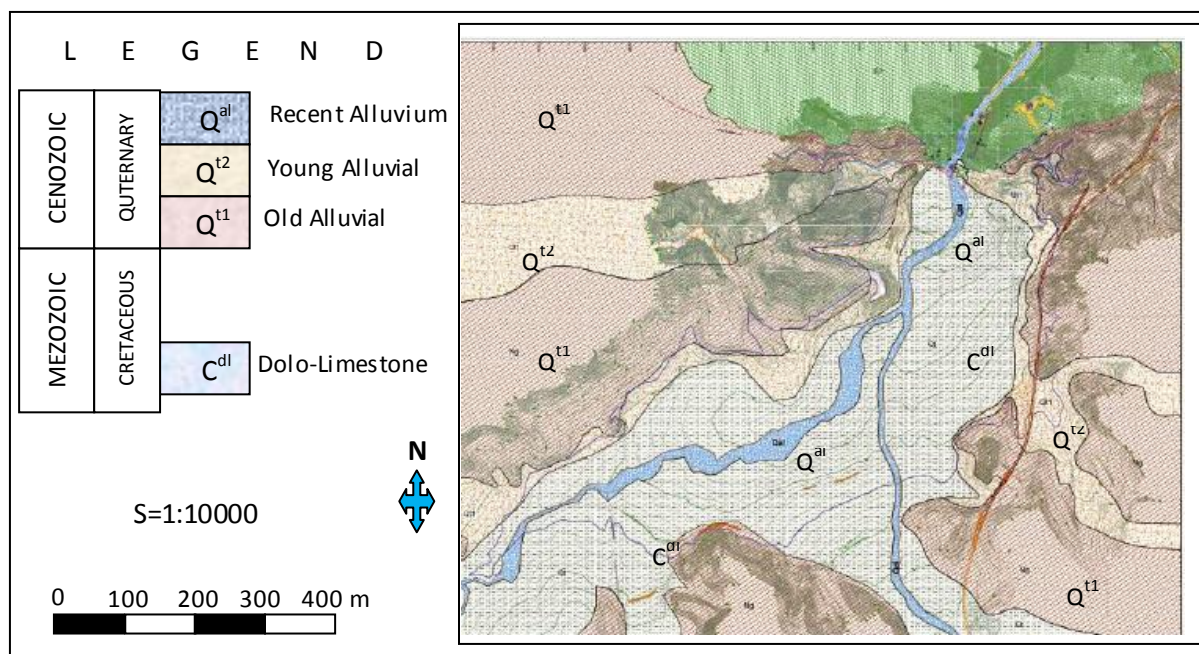 L E G E N D
CENOZOIC
QUTERNARY
Q^al Recent Alluvium
Q^t2 Young Alluvial
Q^t1 Old Alluvial
MEZOZOIC
CRETACEOUS
C^dl Dolo-Limestone
N
S=1:10000
0 100 200 300 400 m
Q^t1
Q^al
Q^t2
Q^t1
C^dl
Q^t2
Q^al
C^dl
Q^t1